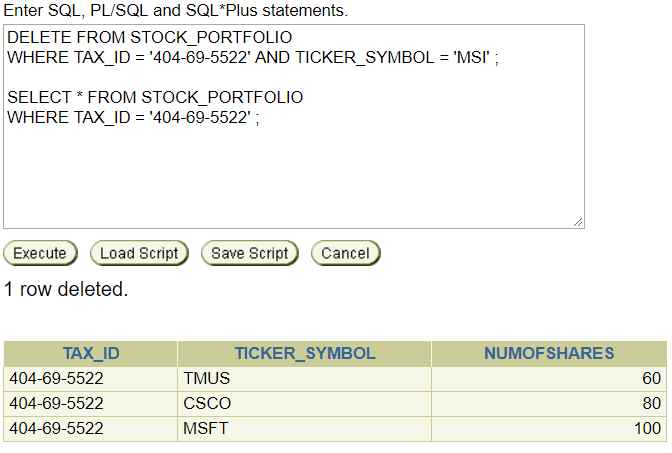 Enter SQL, PL/SQL and SQL*Plus statements.
DELETE FROM STOCK_PORTFOLIO
WHERE TAX_ID = '404-69-5522' AND TICKER_SYMBOL = 'MSI' ;
SELECT * FROM STOCK_PORTFOLIO
WHERE TAX_ID = '404-69-5522' ;
Execute Load Script Save Script Cancel
1 row deleted.
TAX_ID TICKER_SYMBOL NUMOFSHARES
404-69-5522 TMUS 60
404-69-5522 CSCO 80
404-69-5522 MSFT 100